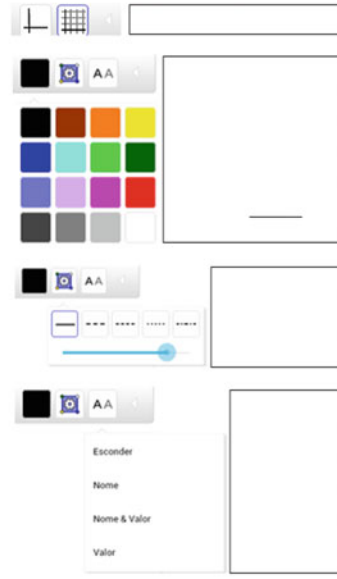 AA
AA
AA
Esconder
Nome
Nome & Valor
Valor